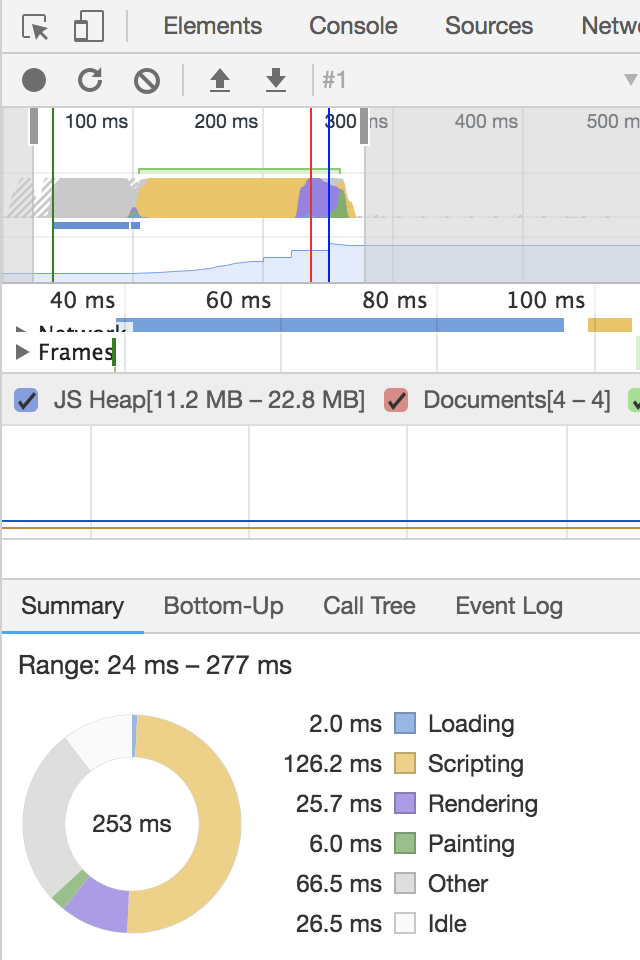 Elements Console Sources Netw
#1
100 ms 200 ms 300 ms 400 ms 500 m
40 ms 60 ms 80 ms 100 ms
Network
Frames
JS Heap[11.2 MB – 22.8 MB] Documents[4 – 4]
Summary Bottom-Up Call Tree Event Log
Range: 24 ms – 277 ms
253 ms
2.0 ms Loading
126.2 ms Scripting
25.7 ms Rendering
6.0 ms Painting
66.5 ms Other
26.5 ms Idle